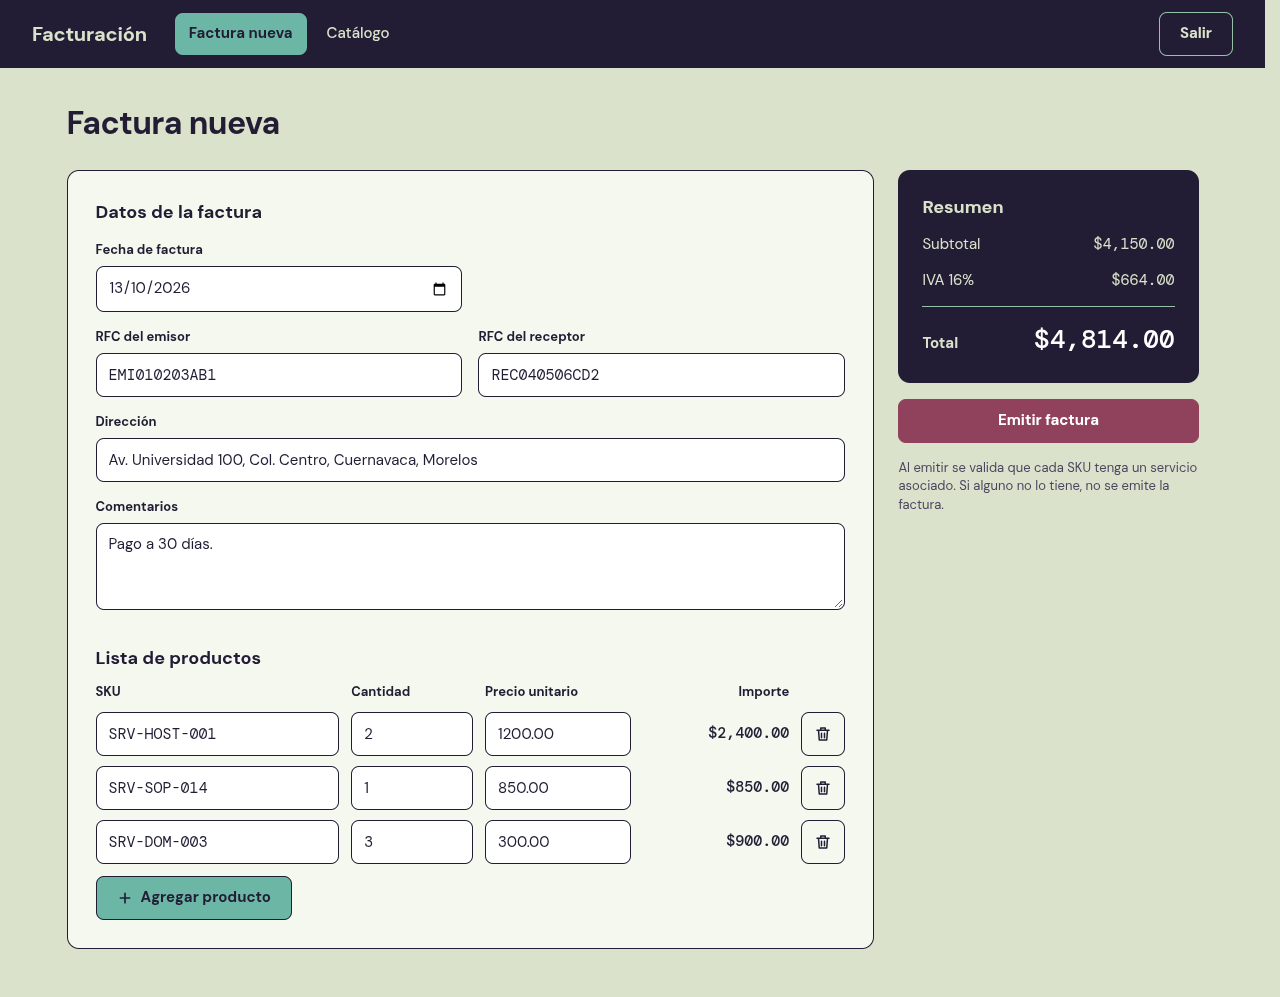 Facturación
Factura nueva
Catálogo
Salir
Factura nueva
Datos de la factura
Fecha de factura
13/10/2026
RFC del emisor
RFC del receptor
EMI010203AB1
REC040506CD2
Dirección
Av. Universidad 100, Col. Centro, Cuernavaca, Morelos
Comentarios
Pago a 30 días.
Lista de productos
SKU Cantidad Precio unitario Importe
SRV-HOST-001 2 1200.00 $2,400.00
SRV-SOP-014 1 850.00 $850.00
SRV-DOM-003 3 300.00 $900.00
Agregar producto
Resumen
Subtotal $4,150.00
IVA 16% $664.00
Total $4,814.00
Emitir factura
Al emitir se valida que cada SKU tenga un servicio
asociado. Si alguno no lo tiene, no se emite la
factura.